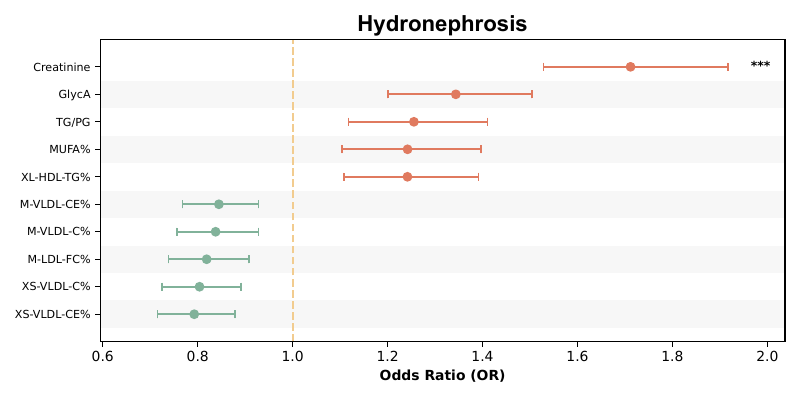 Hydronephrosis
Creatinine
***
GlycA
TG/PG
MUFA%
XL-HDL-TG%
M-VLDL-CE%
M-VLDL-C%
M-LDL-FC%
XS-VLDL-C%
XS-VLDL-CE%
0.6 0.8 1.0 1.2 1.4 1.6 1.8 2.0
Odds Ratio (OR)